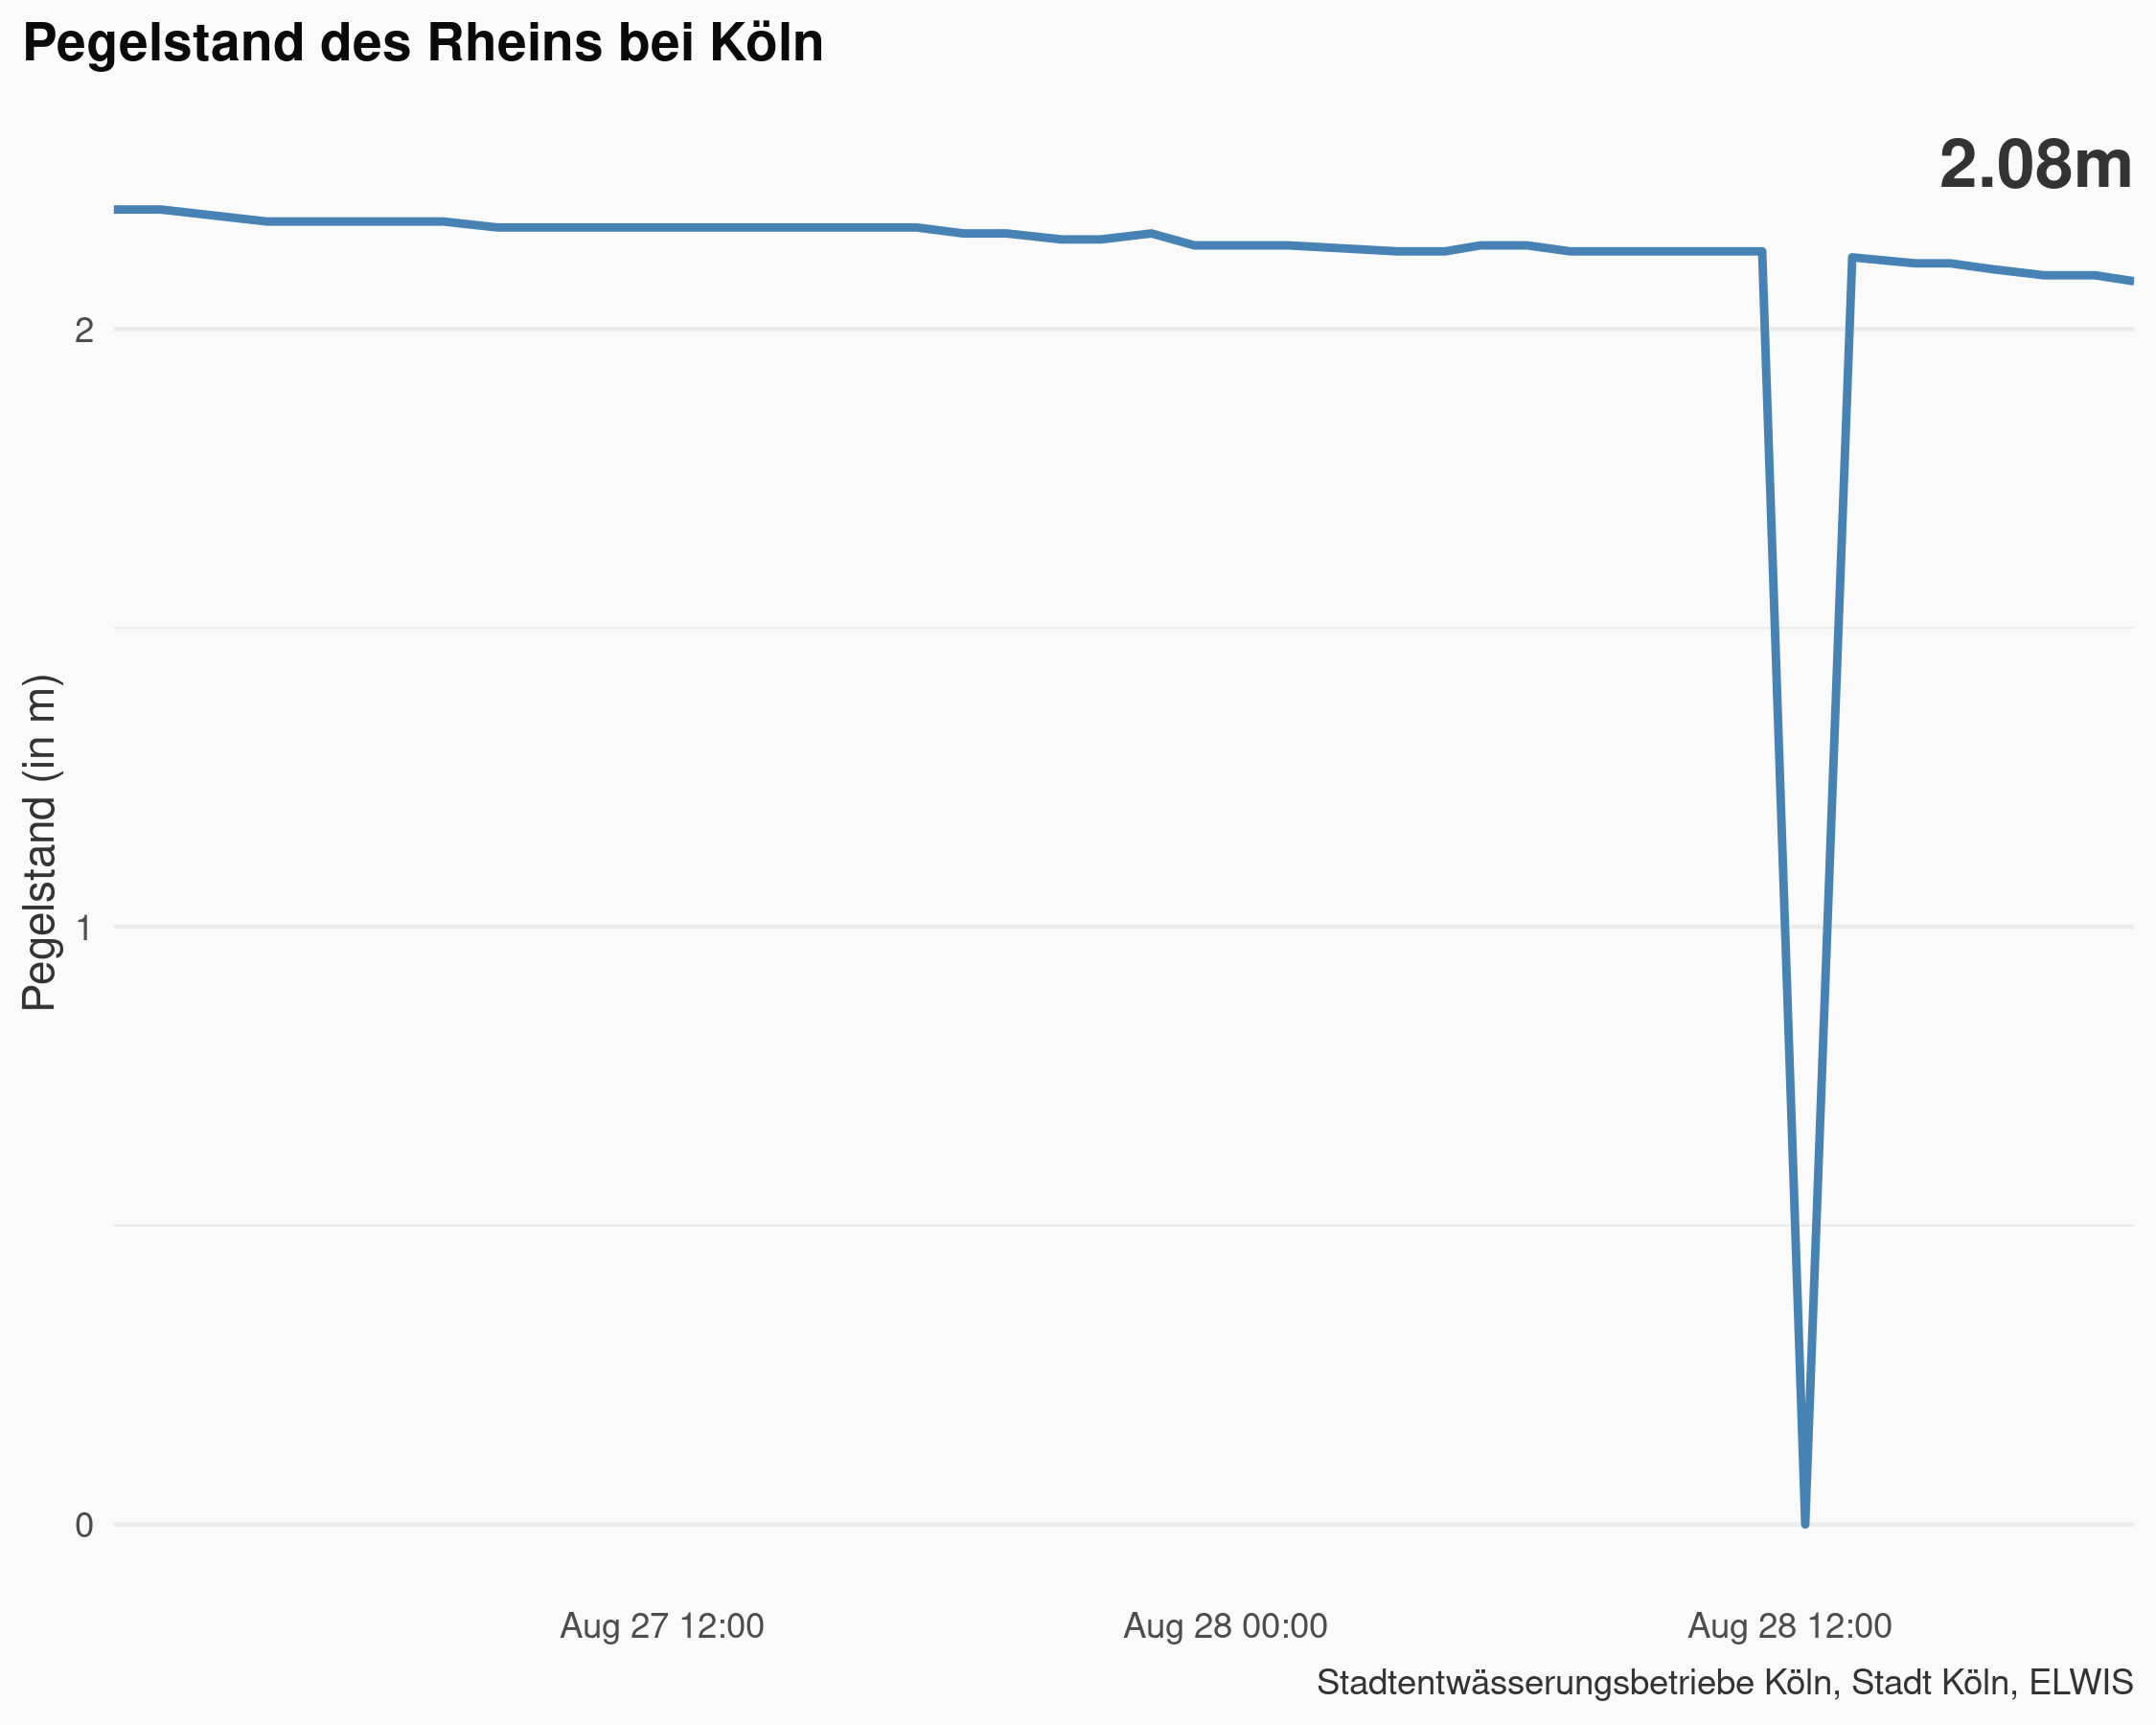 Pegelstand des Rheins bei Köln
2.08m
Pegelstand (in m)
2
1
0
Aug 27 12:00
Aug 28 00:00
Aug 28 12:00
Stadtentwässerungsbetriebe Köln, Stadt Köln, ELWIS